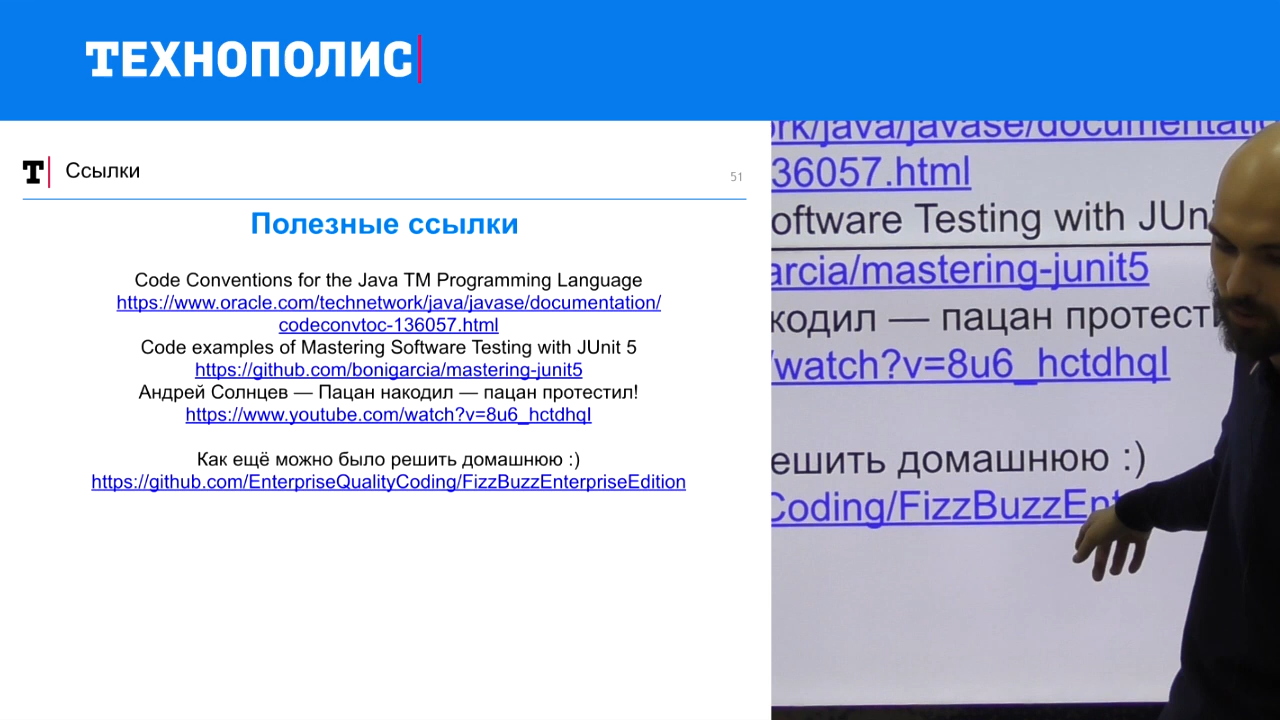 ТЕХНОПОЛИС
Т Ссылки
51
Полезные ссылки
Code Conventions for the Java TM Programming Language
https://www.oracle.com/technetwork/java/javase/documentation/
codeconvtoc-136057.html
Code examples of Mastering Software Testing with JUnit 5
https://github.com/bonigarcia/mastering-junit5
Андрей Солнцев — Пацан накодил — пацан протестил!
https://www.youtube.com/watch?v=8u6_hctdhqI
Как ещё можно было решить домашнюю :)
https://github.com/EnterpriseQualityCoding/FizzBuzzEnterpriseEdition
ork/java/javase/documentatio
36057.html
oftware Testing with JUni
arcia/mastering-junit5
кодил — пацан протест
/watch?v=8u6_hctdhqI
ешить домашнюю :)
Coding/FizzBuzzEnt